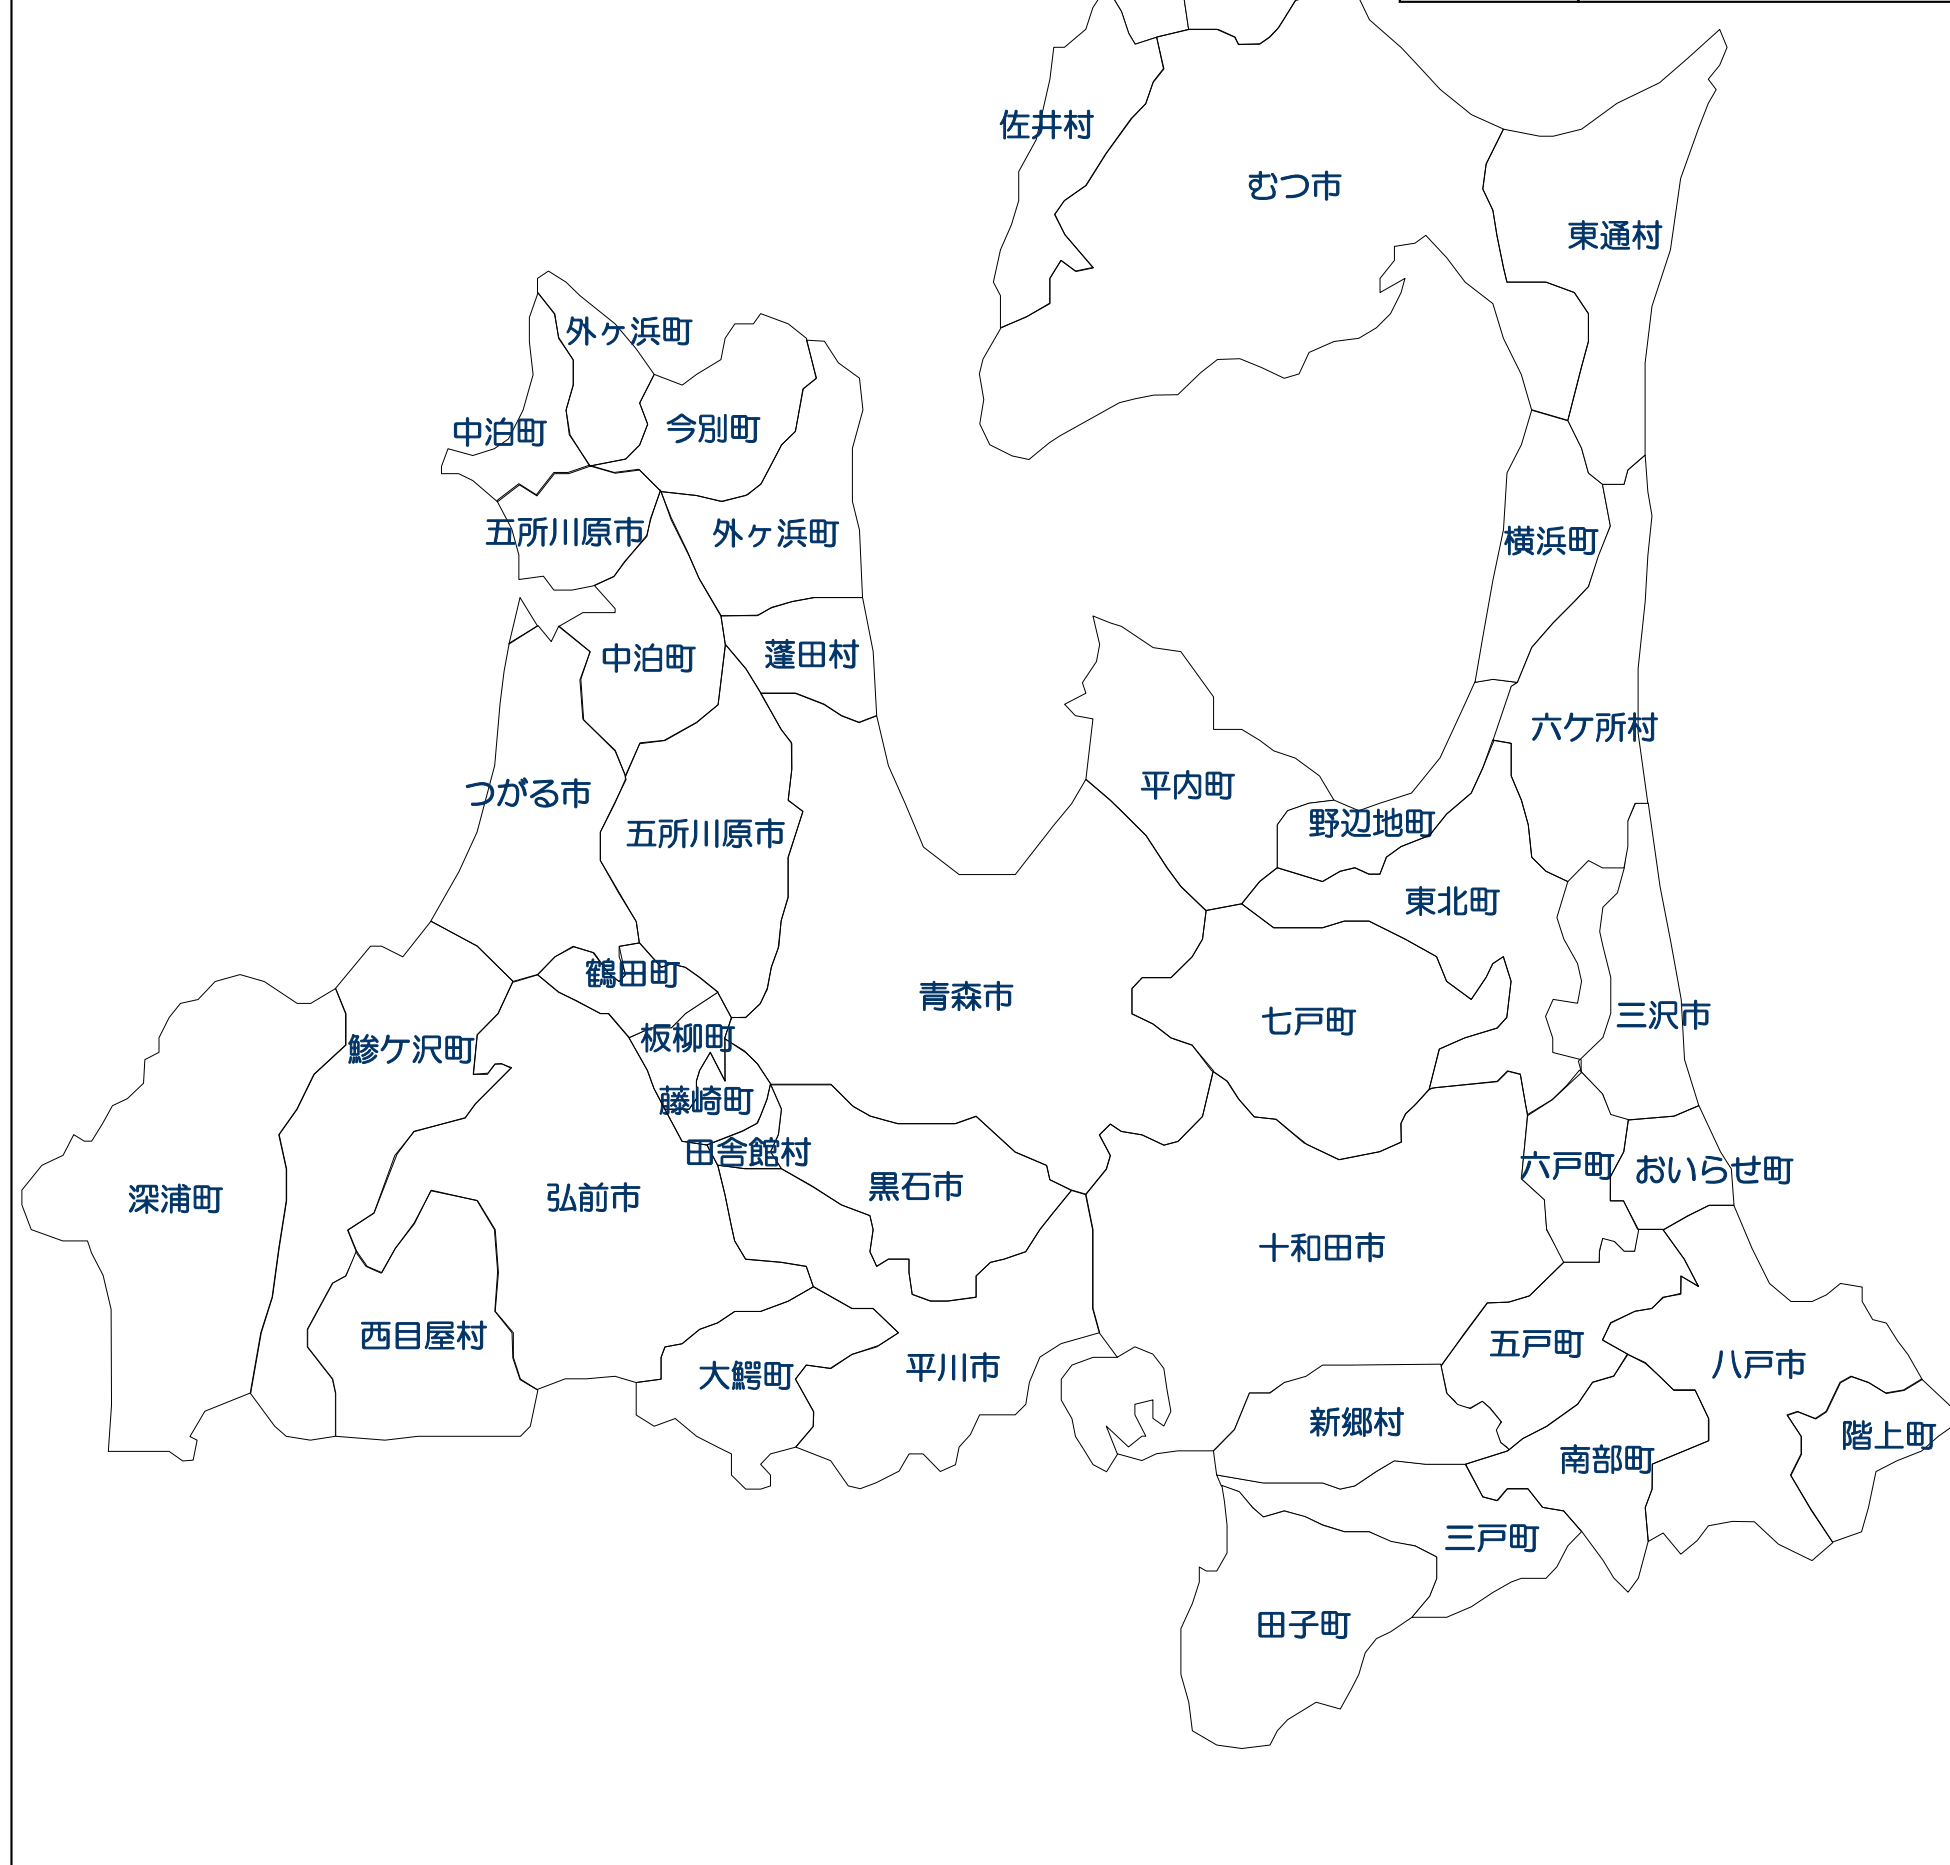 佐井村
むつ市
東通村
外ヶ浜町
今別町
中泊町
五所川原市
外ヶ浜町
横浜町
中泊町
蓬田村
六ケ所村
つがる市
平内町
野辺地町
五所川原市
東北町
鶴田町
青森市
三沢市
七戸町
板柳町
鰺ケ沢町
藤崎町
田舎館村
六戸町
おいらせ町
深浦町
弘前市
黒石市
十和田市
西目屋村
五戸町
八戸市
大鰐町
平川市
新郷村
階上町
南部町
三戸町
田子町